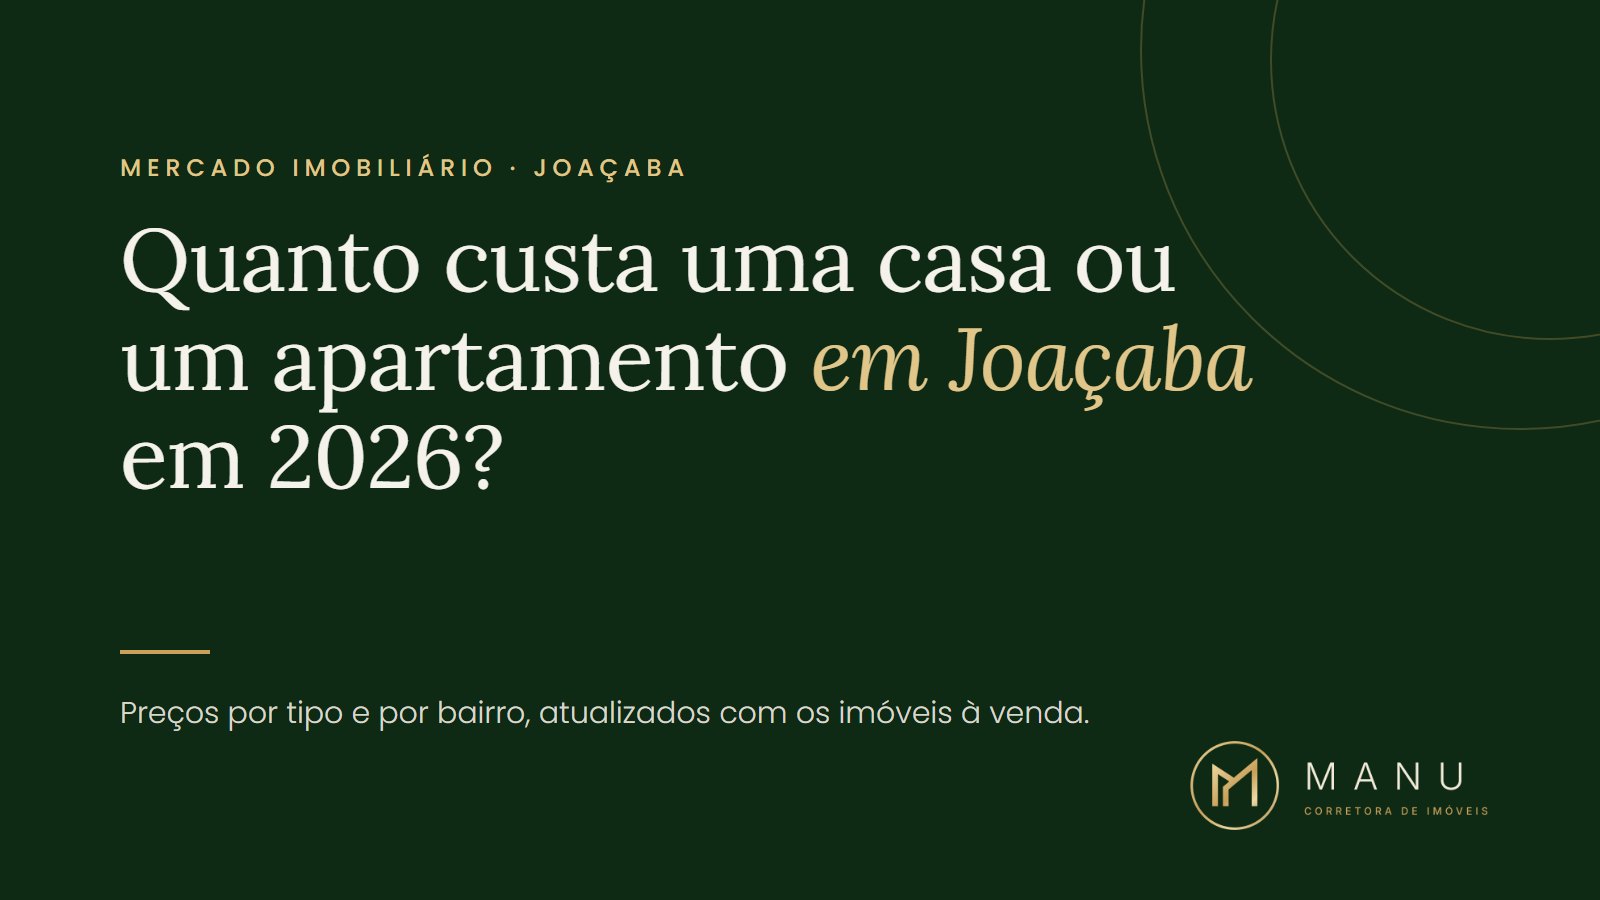 MERCADO IMOBILIÁRIO · JOAÇABA
Quanto custa uma casa ou
um apartamento em Joaçaba
em 2026?
Preços por tipo e por bairro, atualizados com os imóveis à venda.
MANU
CORRETORA DE IMÓVEIS